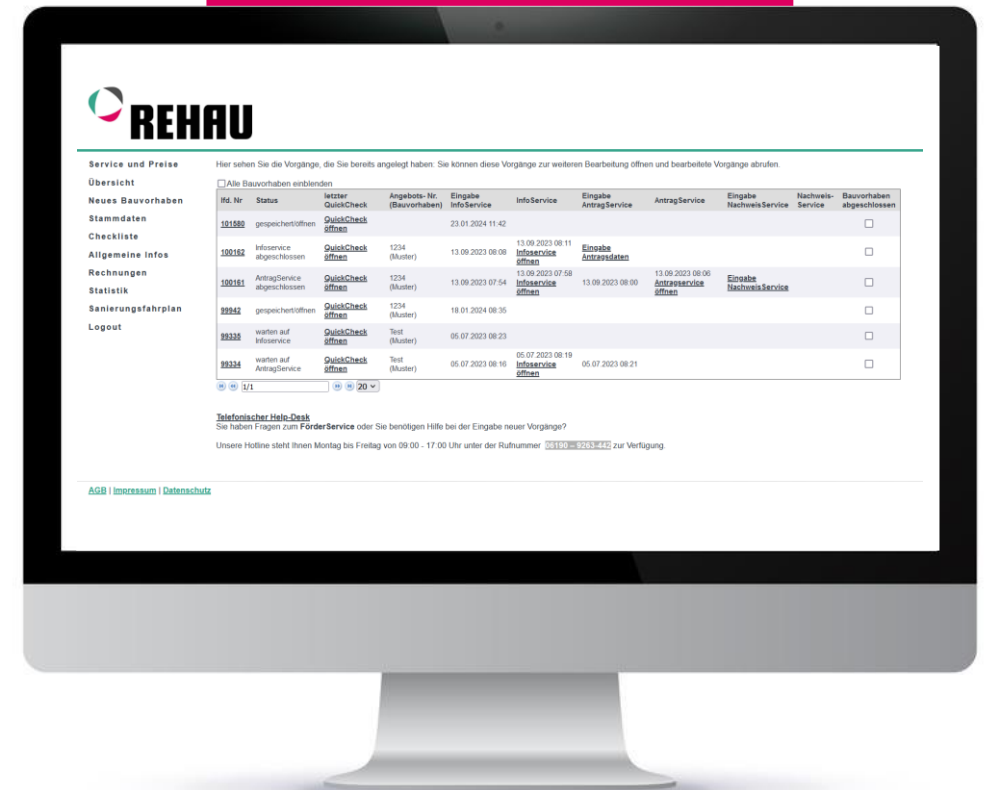 REHAU
Service und Preise
Übersicht
Neues Bauvorhaben
Stammdaten
Checkliste
Allgemeine Infos
Rechnungen
Statistik
Sanierungsfahrplan
Logout
Hier sehen Sie die Vorgänge, die Sie bereits angelegt haben: Sie können diese Vorgänge zur weiteren Bearbeitung öffnen und bearbeitete Vorgänge abrufen.
Alle Bauvorhaben einblenden
lfd. Nr Status letzter QuickCheck Angebots- Nr. (Bauvorhaben) Eingabe InfoService InfoService Eingabe AntragService AntragService Eingabe NachweisService Nachweis-Service Bauvorhaben abgeschlossen
101580 gespeichert/öffnen QuickCheck öffnen 23.01.2024 11:42
100162 Infoservice abgeschlossen QuickCheck öffnen 1234 (Muster) 13.09.2023 08:08 13.09.2023 08:11 Infoservice öffnen Eingabe Antragsdaten
100161 AntragService abgeschlossen QuickCheck öffnen 1234 (Muster) 13.09.2023 07:54 13.09.2023 07:58 Infoservice öffnen 13.09.2023 08:00 13.09.2023 08:06 Antragservice öffnen Eingabe NachweisService
99942 gespeichert/öffnen QuickCheck öffnen 1234 (Muster) 18.01.2024 08:35
99335 warten auf Infoservice QuickCheck öffnen Test (Muster) 05.07.2023 08:23
99334 warten auf AntragService QuickCheck öffnen Test (Muster) 05.07.2023 08:16 05.07.2023 08:19 Infoservice öffnen 05.07.2023 08:21
1/1 20
Telefonischer Help-Desk
Sie haben Fragen zum FörderService oder Sie benötigen Hilfe bei der Eingabe neuer Vorgänge?
Unsere Hotline steht Ihnen Montag bis Freitag von 09:00 - 17:00 Uhr unter der Rufnummer 06190 – 9263-442 zur Verfügung.
AGB | Impressum | Datenschutz